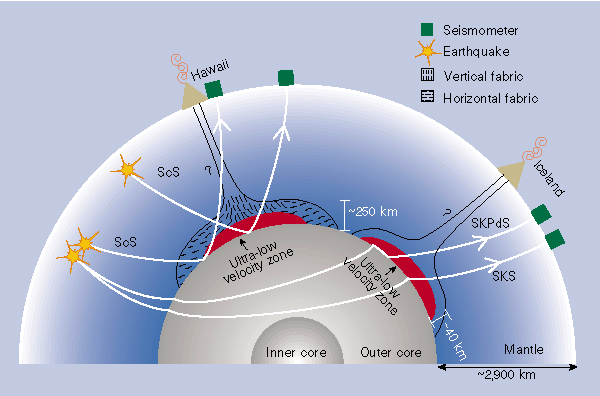 Seismometer
Earthquake
Vertical fabric
Horizontal fabric
Hawaii
Iceland
?
?
ScS
ScS
~250 km
SKPdS
SKS
Ultra-low
velocity zone
Ultra-low
velocity zone
~40 km
Inner core
Outer core
Mantle
~2,900 km